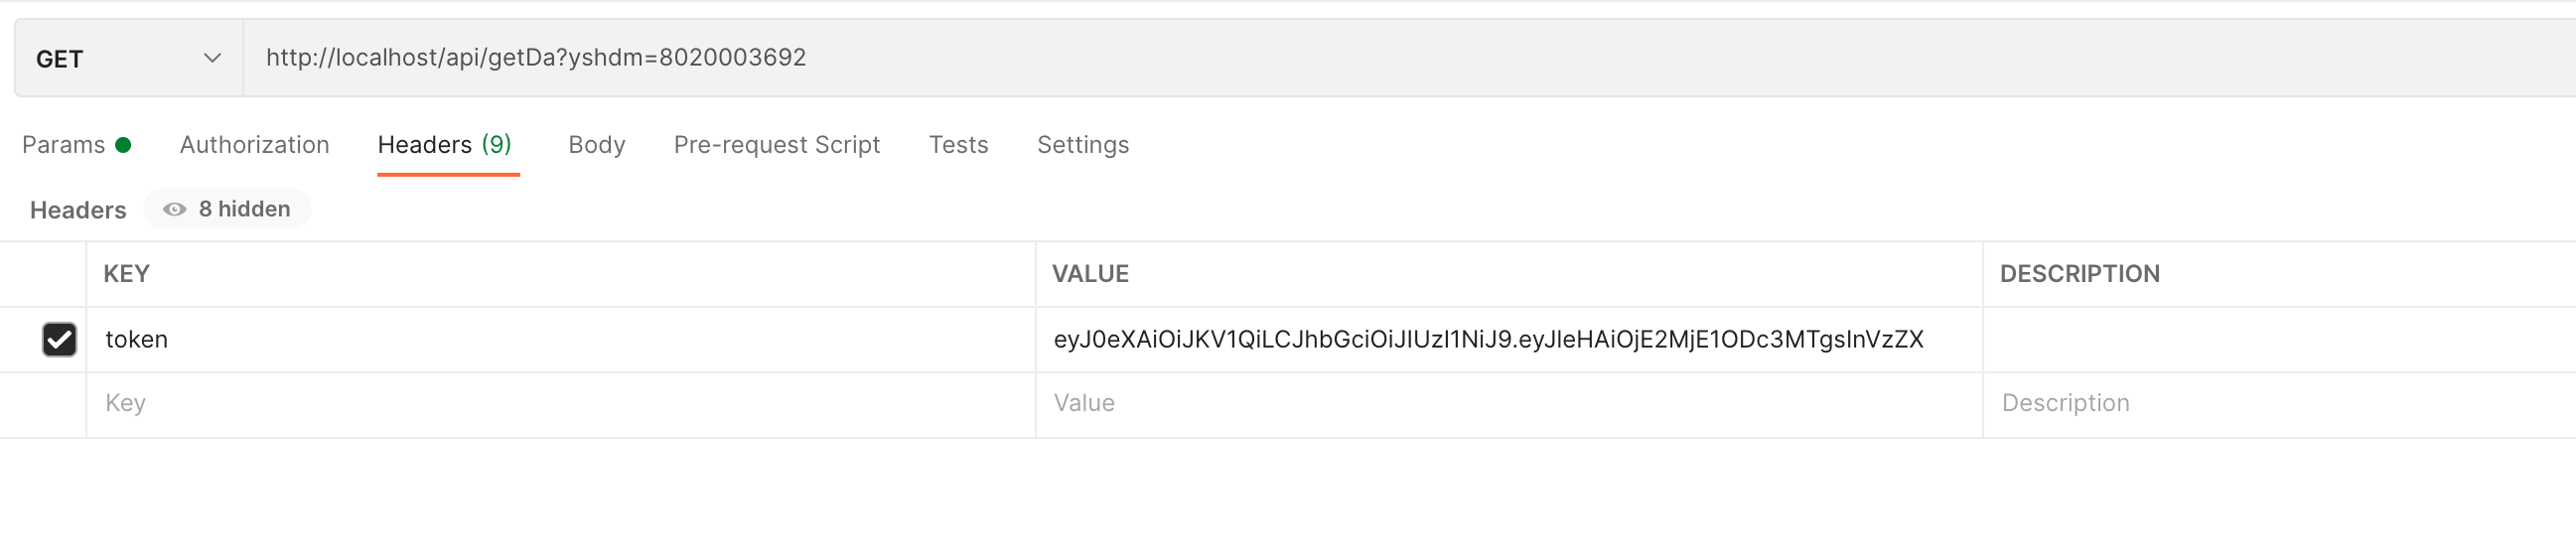 GET http://localhost/api/getDa?yshdm=8020003692
Params Authorization Headers (9) Body Pre-request Script Tests Settings
Headers 8 hidden
KEY VALUE DESCRIPTION
token eyJ0eXAiOiJKV1QiLCJhbGciOiJIUzI1NiJ9.eyJleHAiOjE2MjE1ODc3MTgsInVzZX
Key Value Description